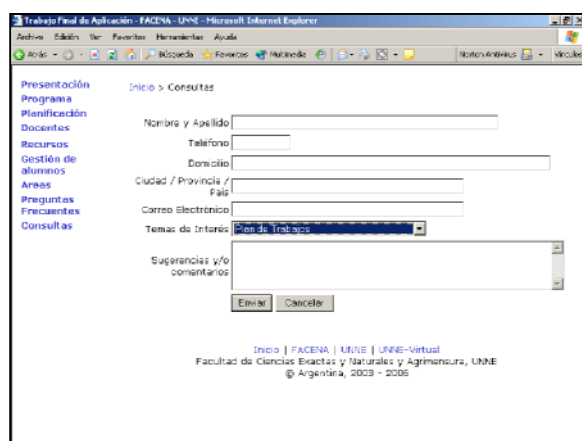 Trabajo Final de Aplicación - FACENA - UNNE - Microsoft Internet Explorer
Archivo Edición Ver Favoritos Herramientas Ayuda
Atrás Búsqueda Favoritos Multimedia Norton AntiVirus Vínculos
Presentación
Programa
Planificación
Docentes
Recursos
Gestión de
alumnos
Areas
Preguntas
Frecuentes
Consultas
Inicio > Consultas
Nombre y Apellido
Teléfono
Domicilio
Ciudad / Provincia /
País
Correo Electrónico
Temas de Interés Plan de Trabajos
Sugerencias y/o
comentarios
Enviar Cancelar
Inicio | FACENA | UNNE | UNNE-Virtual
Facultad de Ciencias Exactas y Naturales y Agrimensura, UNNE
© Argentina, 2003 - 2006